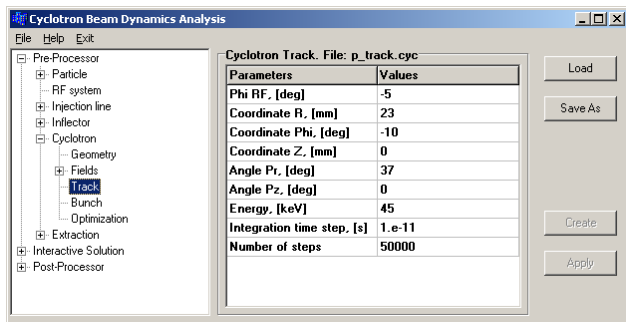 Cyclotron Beam Dynamics Analysis
File Help Exit
Pre-Processor
Particle
RF system
Injection line
Inflector
Cyclotron
Geometry
Fields
Track
Bunch
Optimization
Extraction
Interactive Solution
Post-Processor
Cyclotron Track. File: p_track.cyc
Parameters Values
Phi RF, [deg] -5
Coordinate R, [mm] 23
Coordinate Phi, [deg] -10
Coordinate Z, [mm] 0
Angle Pr, [deg] 37
Angle Pz, [deg] 0
Energy, [keV] 45
Integration time step, [s] 1.e-11
Number of steps 50000
Load
Save As
Create
Apply